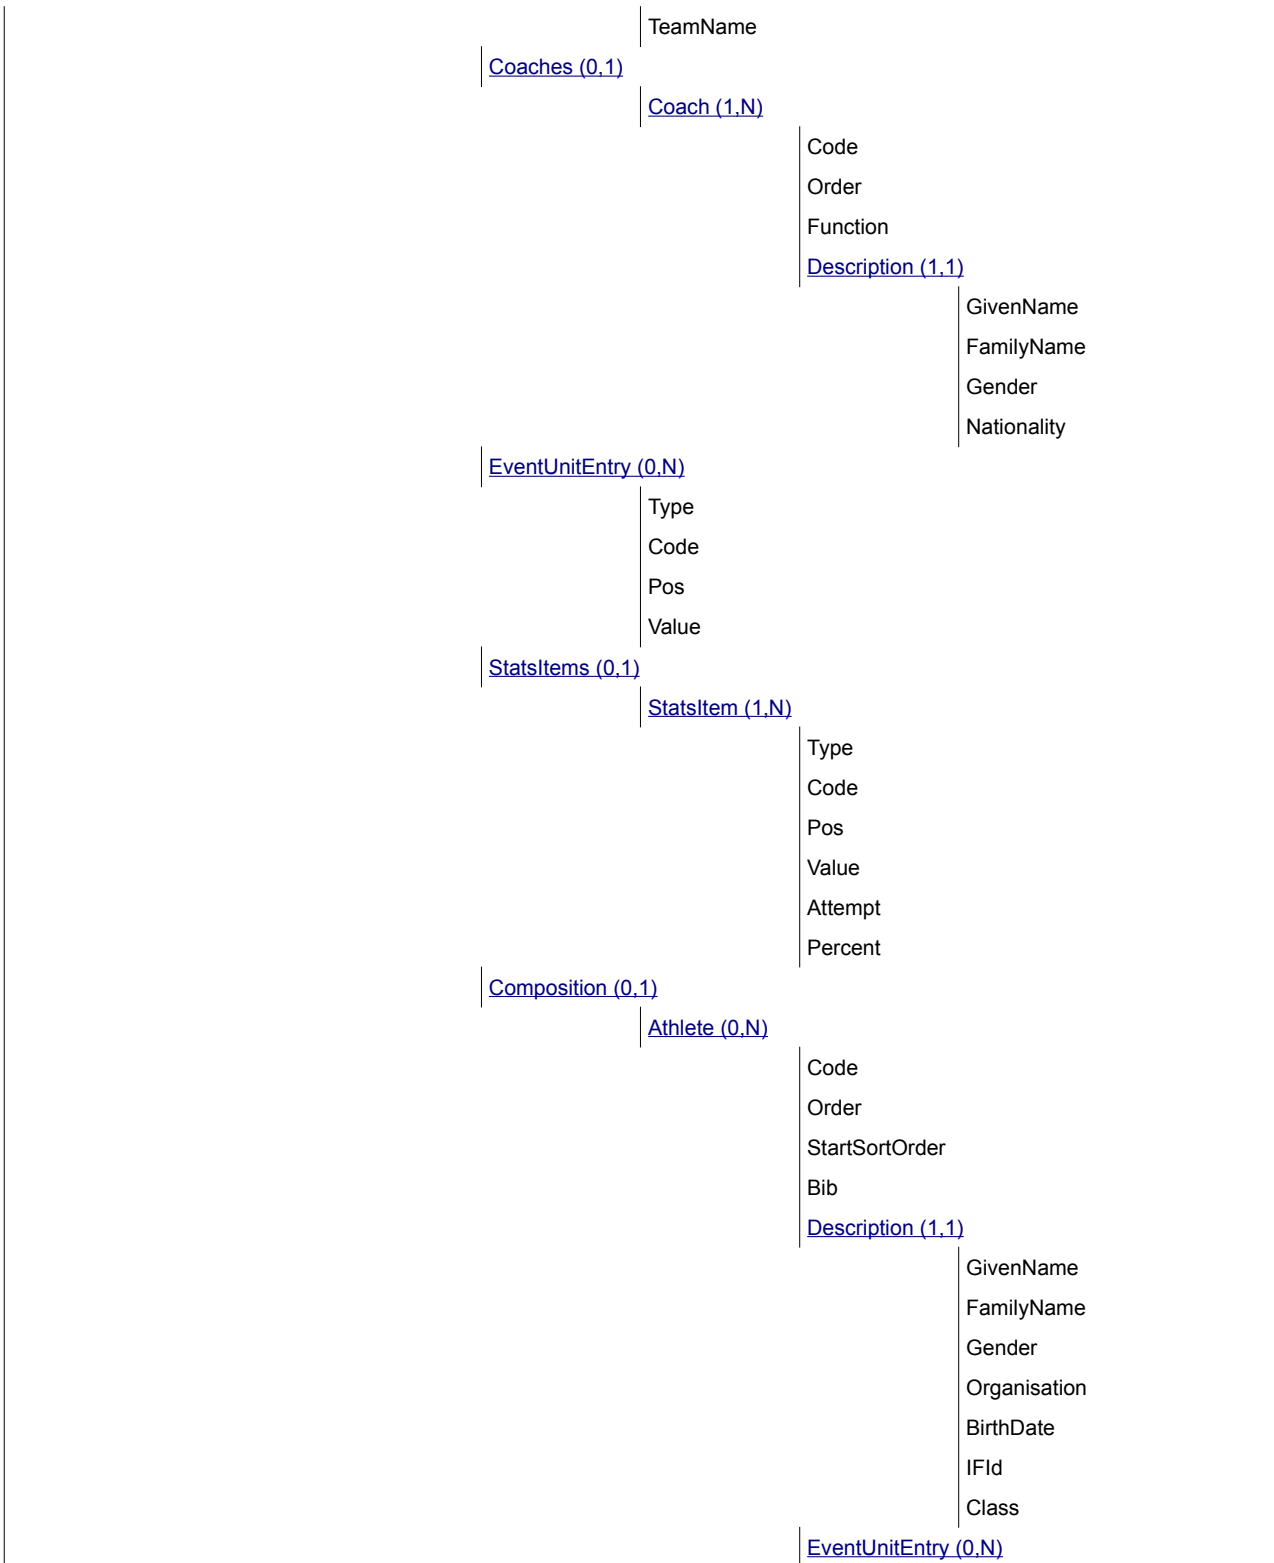 TeamName
Coaches (0,1)
Coach (1,N)
Code
Order
Function
Description (1,1)
GivenName
FamilyName
Gender
Nationality
EventUnitEntry (0,N)
Type
Code
Pos
Value
StatsItems (0,1)
StatsItem (1,N)
Type
Code
Pos
Value
Attempt
Percent
Composition (0,1)
Athlete (0,N)
Code
Order
StartSortOrder
Bib
Description (1,1)
GivenName
FamilyName
Gender
Organisation
BirthDate
IFId
Class
EventUnitEntry (0,N)